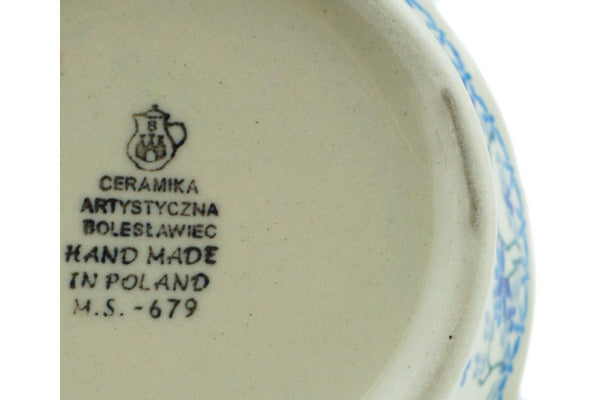 B
CERAMIKA
ARTYSTYCZNA
BOLESŁAWIEC
HAND MADE
IN POLAND
M.S.-679